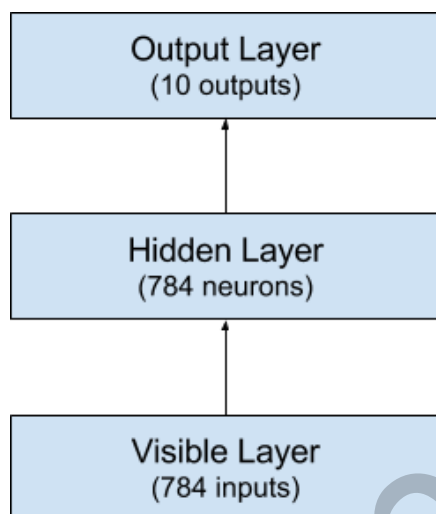 Output Layer
(10 outputs)
Hidden Layer
(784 neurons)
Visible Layer
(784 inputs)